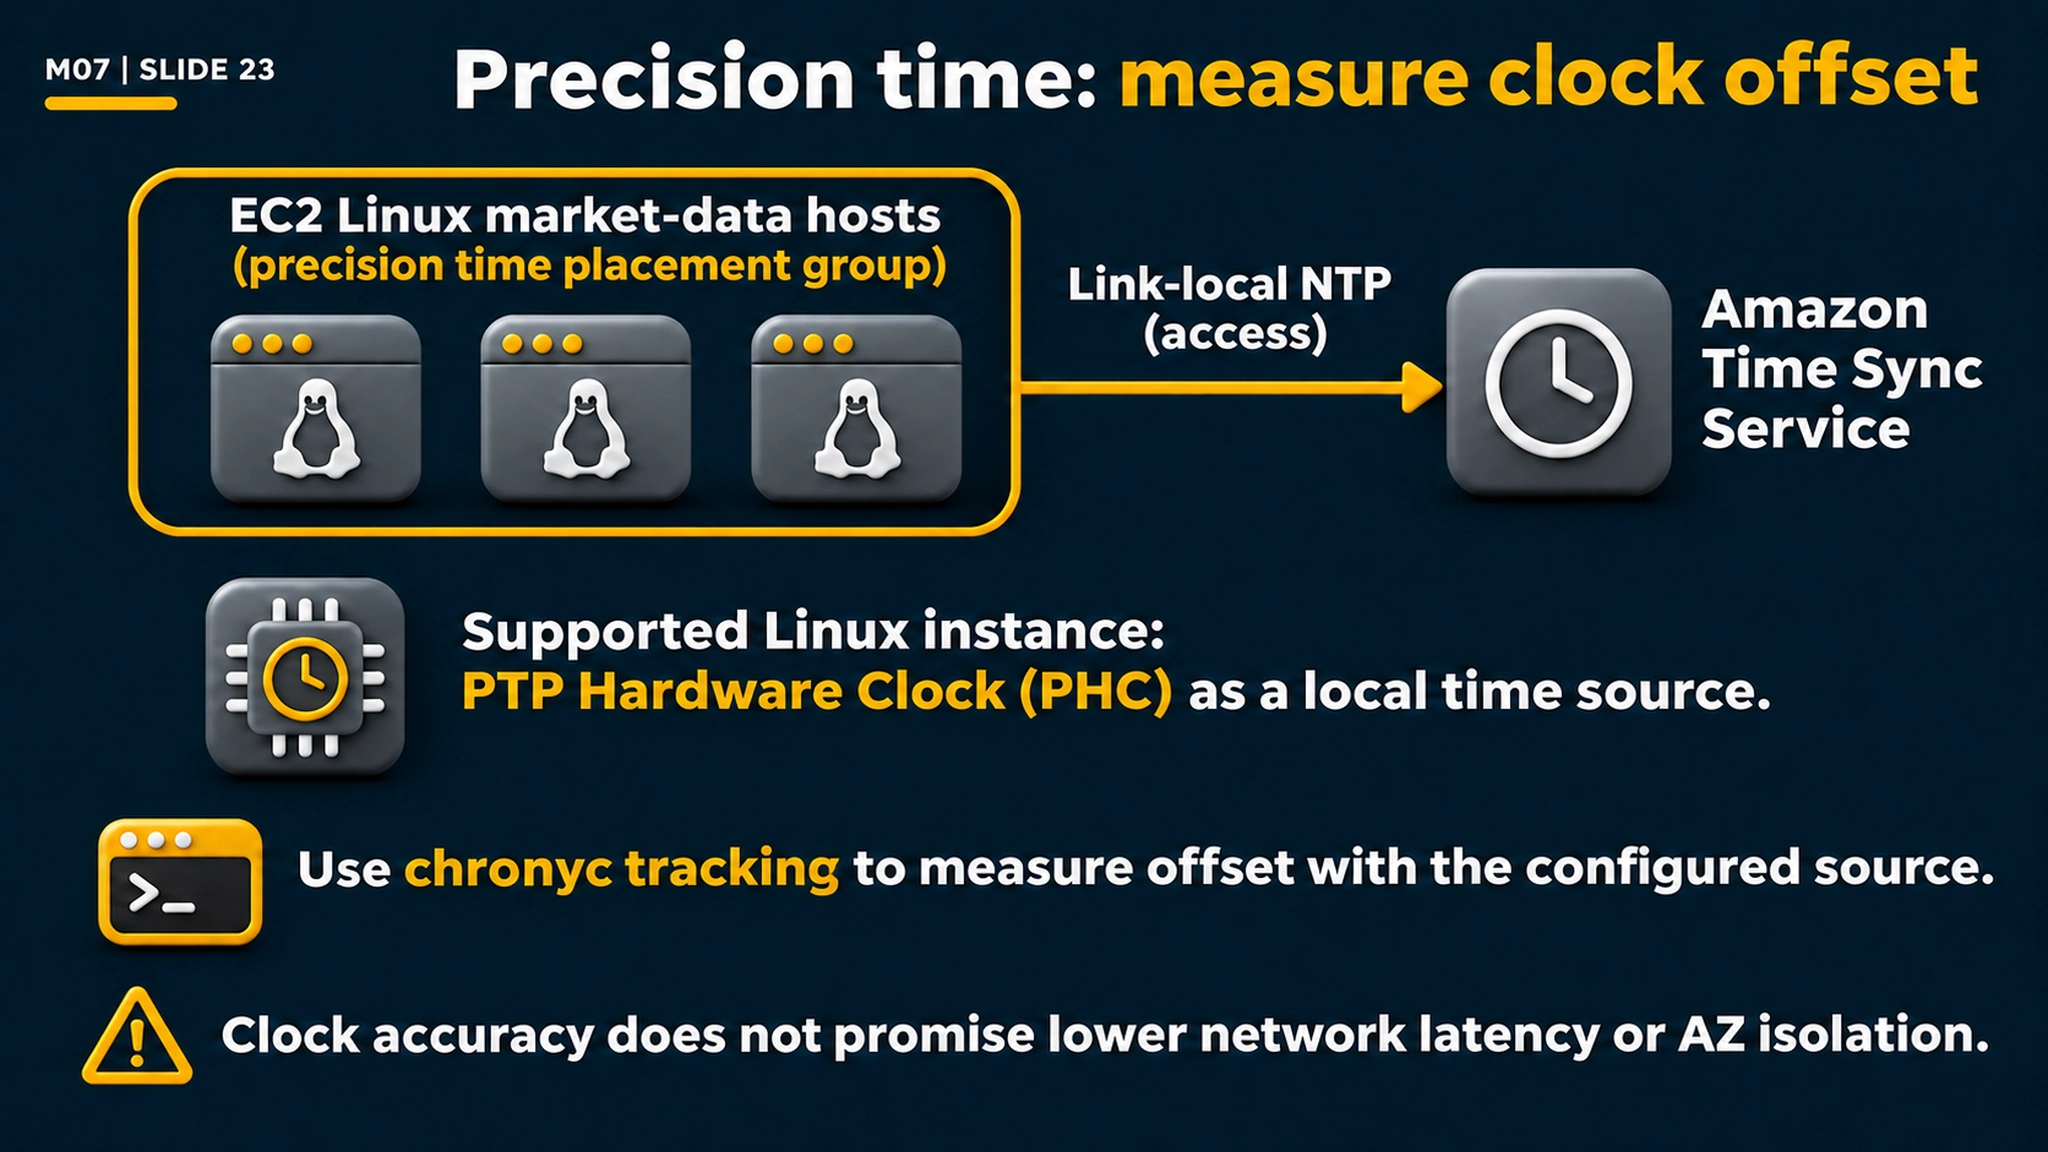 M07 | SLIDE 23
Precision time: measure clock offset
EC2 Linux market-data hosts
(precision time placement group)
Link-local NTP
(access)
Amazon
Time Sync
Service
Supported Linux instance:
PTP Hardware Clock (PHC) as a local time source.
>_
Use chronyc tracking to measure offset with the configured source.
Clock accuracy does not promise lower network latency or AZ isolation.